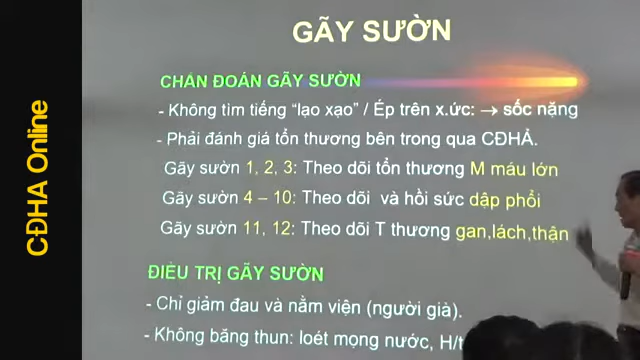 CĐHA Online
GÃY SƯỜN
CHẨN ĐOÁN GÃY SƯỜN
- Không tìm tiếng “lạo xạo” / Ép trên x.ức: → sốc nặng
- Phải đánh giá tổn thương bên trong qua CĐHẢ.
Gãy sườn 1, 2, 3: Theo dõi tổn thương M máu lớn
Gãy sườn 4 – 10: Theo dõi và hồi sức dập phổi
Gãy sườn 11, 12: Theo dõi T thương gan,lách,thận
ĐIỀU TRỊ GÃY SƯỜN
- Chỉ giảm đau và nằm viện (người già).
- Không băng thun: loét mọng nước, H/t